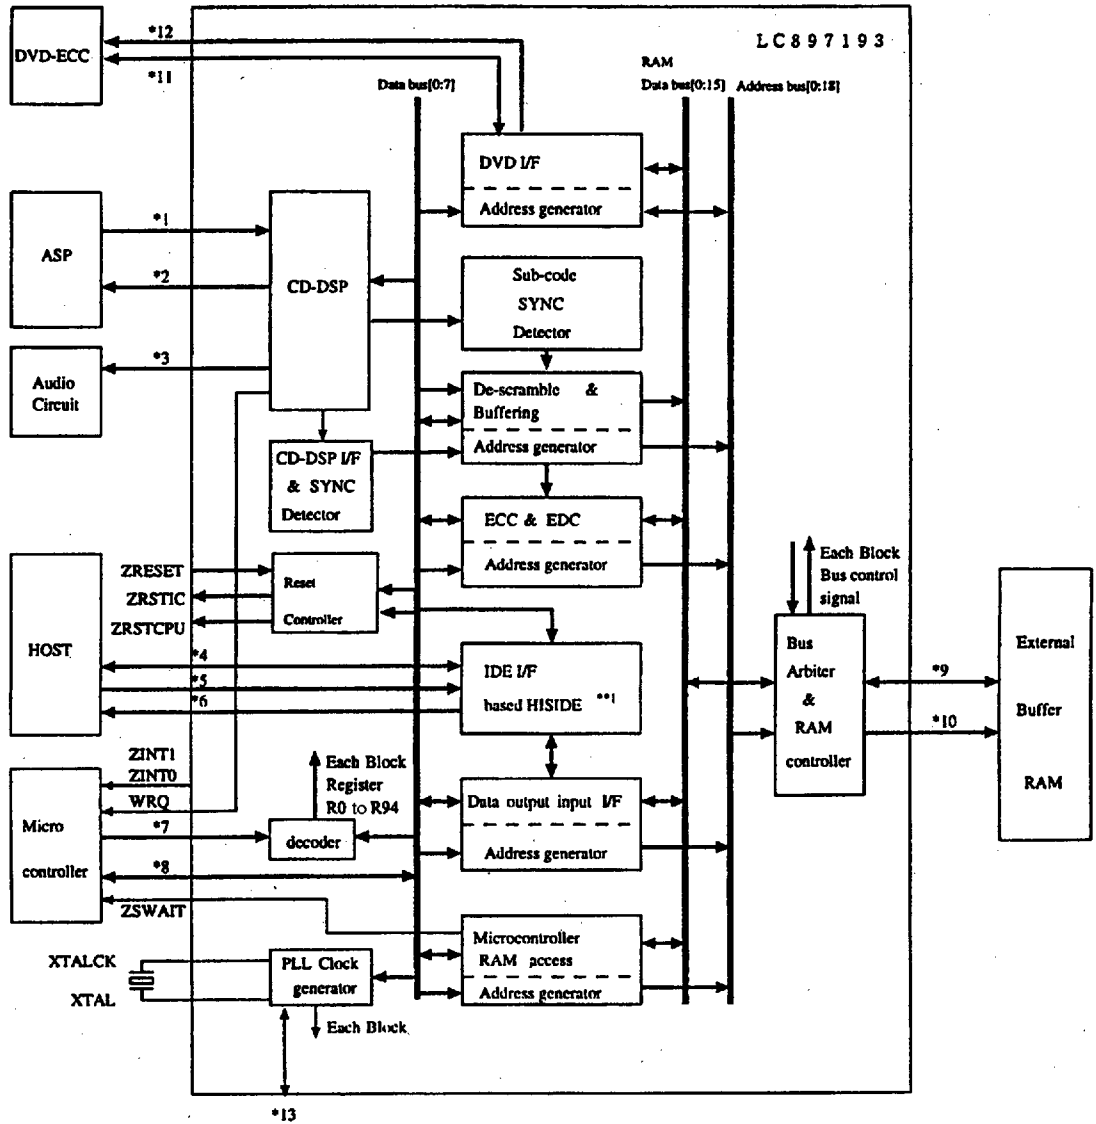 LC897193
DVD-ECC
*12
*11
RAM
Data bus[0:7]
Data bus[0:15]
Address bus[0:18]
DVD I/F
Address generator
ASP
*1
*2
CD-DSP
Sub-code
SYNC
Detector
Audio
Circuit
*3
De-scramble &
Buffering
Address generator
CD-DSP I/F
& SYNC
Detector
ECC & EDC
Address generator
HOST
ZRESET
ZRSTIC
ZRSTCPU
Reset
Controller
*4
*5
*6
IDE I/F
based HISIDE **1
Each Block
Bus control
signal
Bus
Arbiter
&
RAM
controller
*9
*10
External
Buffer
RAM
Micro
controller
ZINT1
ZINT0
WRQ
*7
*8
ZSWAIT
Each Block
Register
R0 to R94
decoder
Data output input I/F
Address generator
Microcontroller
RAM access
Address generator
XTALCK
XTAL
PLL Clock
generator
Each Block
*13